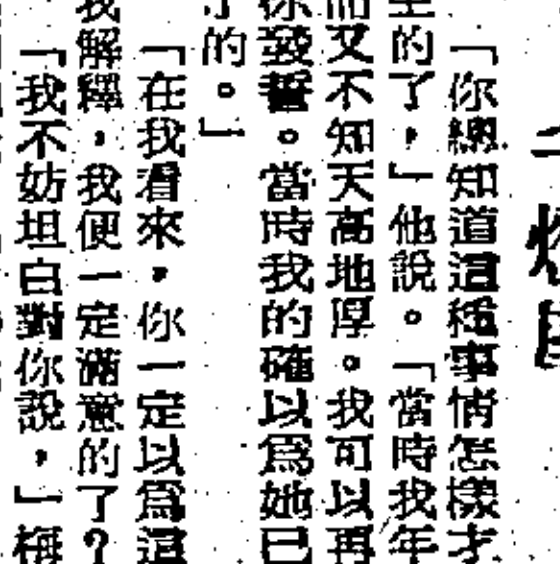 「你總知道這種事情怎樣才
生的了，」他說。「當時我年
而又不知天高地厚。我可以再
你發誓。當時我的確以爲她已
了的。」
「在我看來，你一定以爲這
我解釋，我便一定滿意的了？
「我不妨坦白對你說，」梅